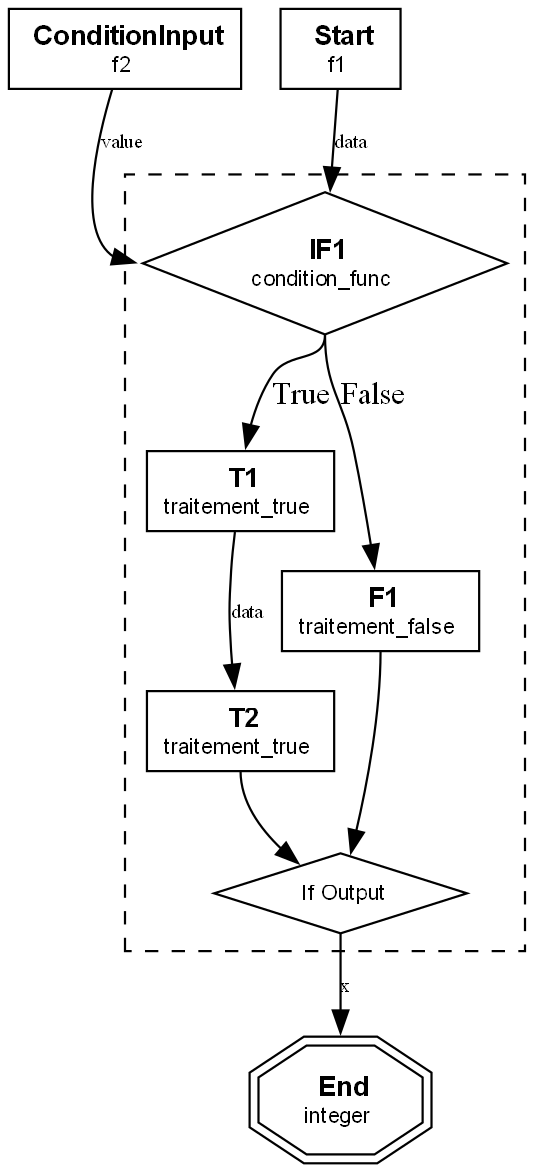 ConditionInput
f2
Start
f1
value
data
IF1
condition_func
True
False
T1
traitement_true
data
F1
traitement_false
T2
traitement_true
If Output
x
End
integer